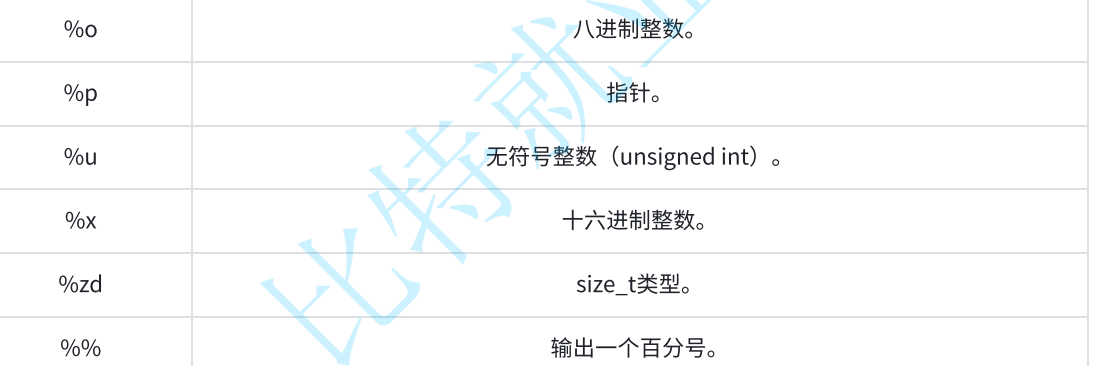 %o 八进制整数。
%p 指针。
%u 无符号整数（unsigned int）。
%x 十六进制整数。
%zd size_t类型。
%% 输出一个百分号。
比特就业